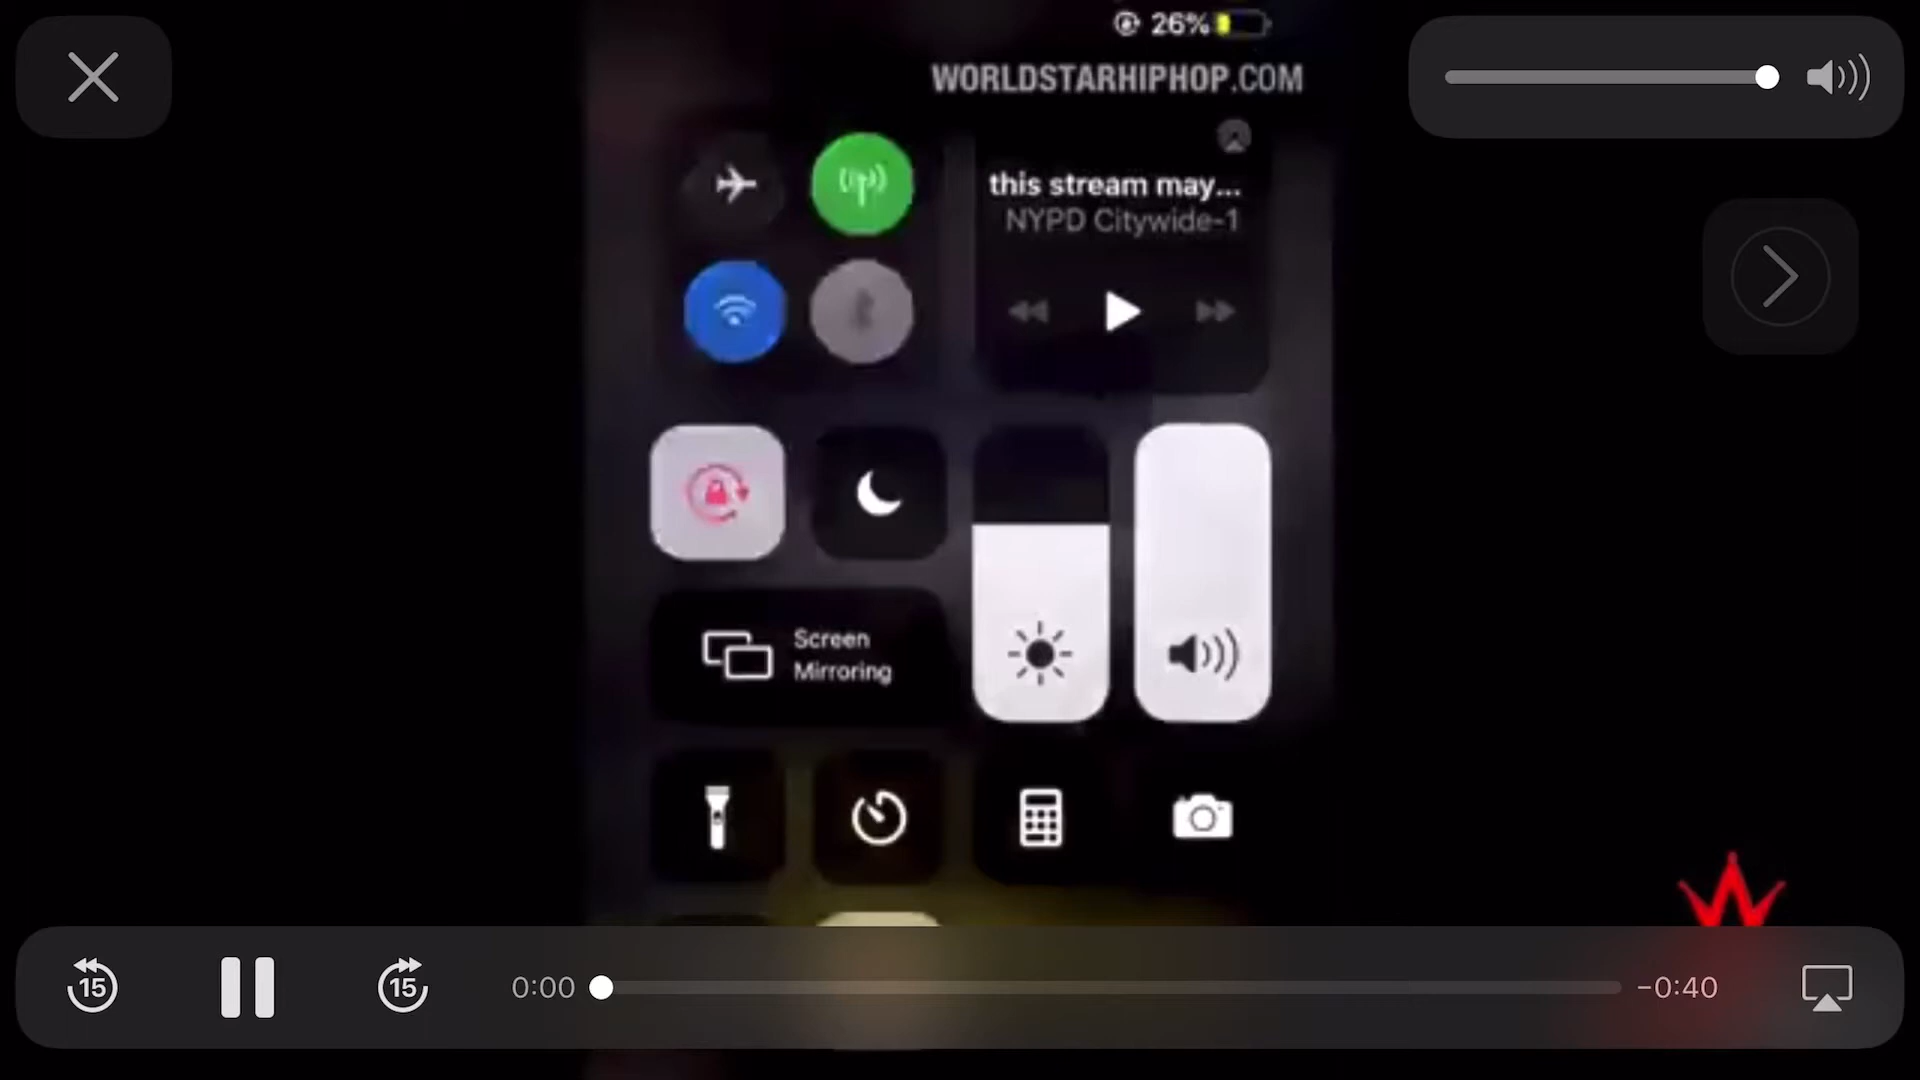 26%
WORLDSTARHIPHOP.COM
this stream may...
NYPD Citywide-1
Screen
Mirroring
15
15
0:00
-0:40